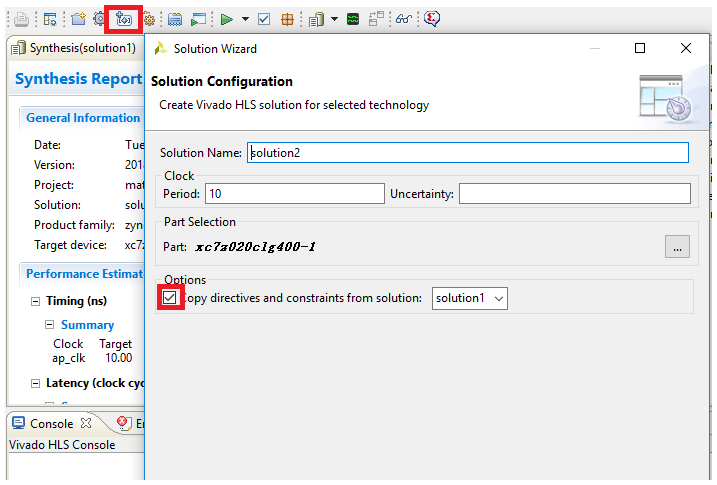 Synthesis(solution1)
Synthesis Report
General Information
Date: Tue
Version: 201
Project: mat
Solution: solu
Product family: zyn
Target device: xc7
Performance Estimat
Timing (ns)
Summary
Clock Target
ap_clk 10.00
Latency (clock cyc
Console
Vivado HLS Console
Solution Wizard
Solution Configuration
Create Vivado HLS solution for selected technology
Solution Name: solution2
Clock
Period: 10 Uncertainty:
Part Selection
Part: xc7z020clg400-1 ...
Options
Copy directives and constraints from solution: solution1